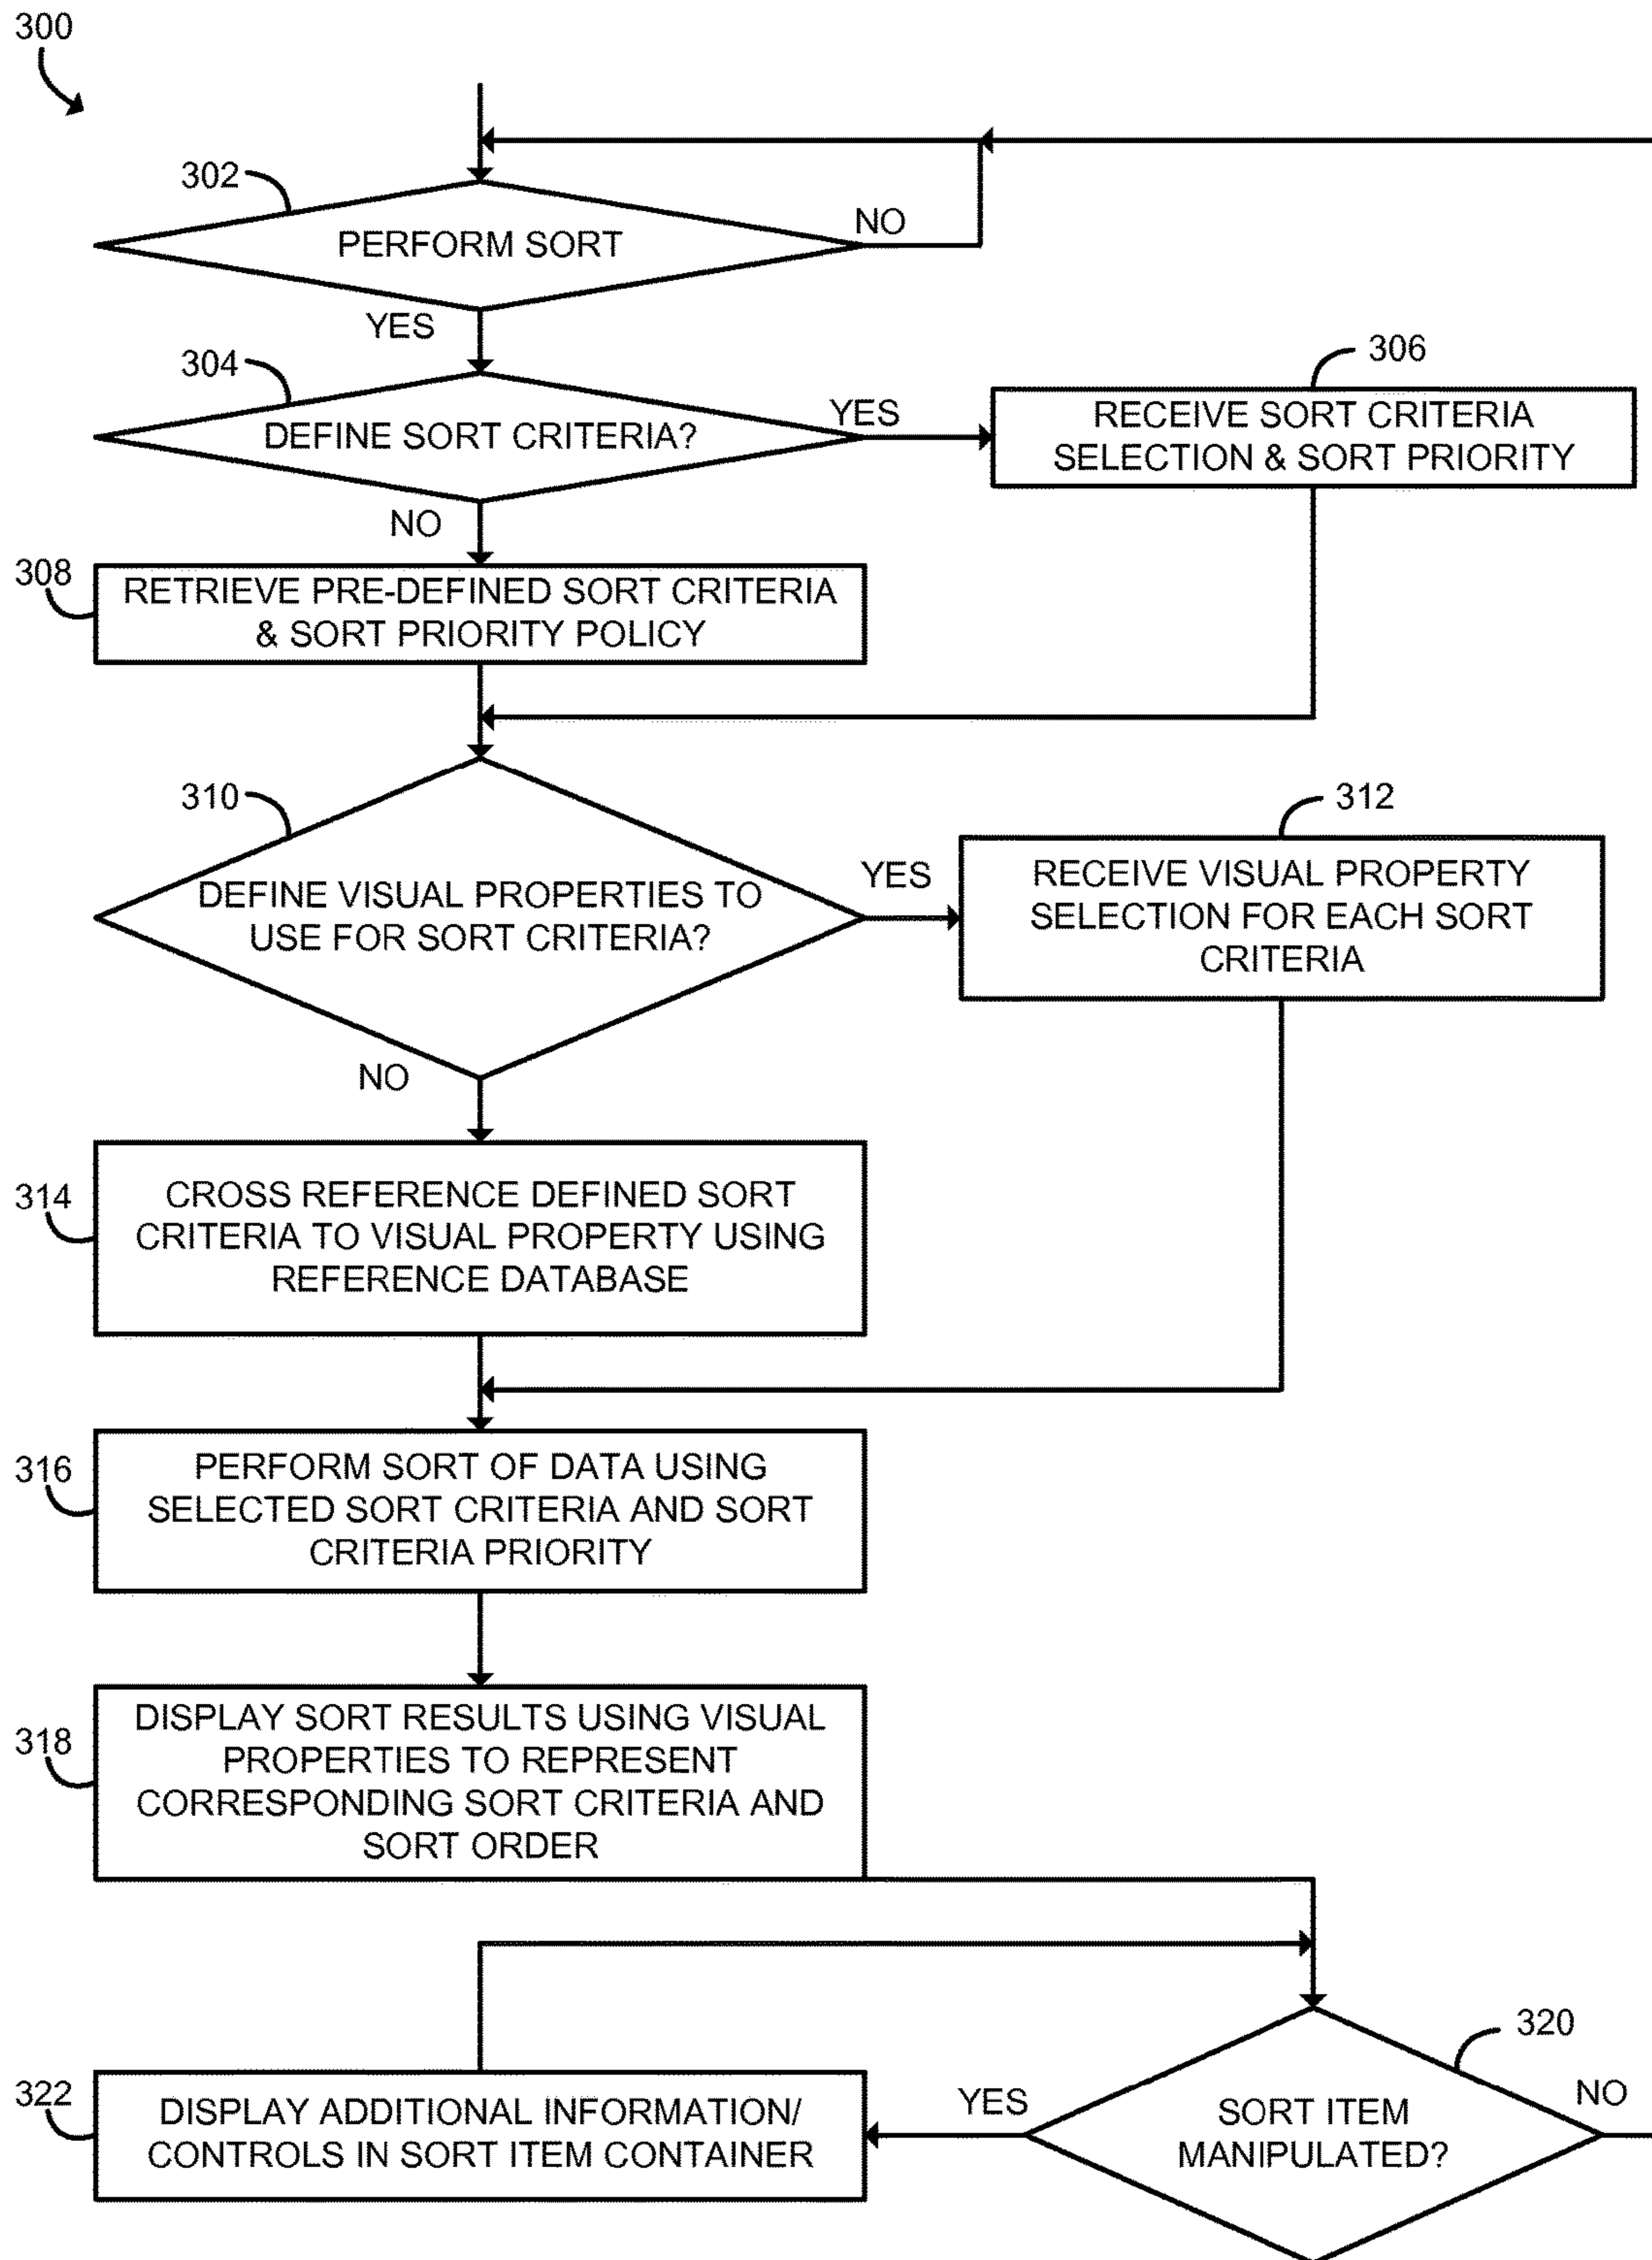 300
302
PERFORM SORT
NO
YES
304
DEFINE SORT CRITERIA?
YES
306
RECEIVE SORT CRITERIA
SELECTION & SORT PRIORITY
NO
308
RETRIEVE PRE-DEFINED SORT CRITERIA
& SORT PRIORITY POLICY
310
DEFINE VISUAL PROPERTIES TO
USE FOR SORT CRITERIA?
YES
312
RECEIVE VISUAL PROPERTY
SELECTION FOR EACH SORT
CRITERIA
NO
314
CROSS REFERENCE DEFINED SORT
CRITERIA TO VISUAL PROPERTY USING
REFERENCE DATABASE
316
PERFORM SORT OF DATA USING
SELECTED SORT CRITERIA AND SORT
CRITERIA PRIORITY
318
DISPLAY SORT RESULTS USING VISUAL
PROPERTIES TO REPRESENT
CORRESPONDING SORT CRITERIA AND
SORT ORDER
320
SORT ITEM
MANIPULATED?
YES
NO
322
DISPLAY ADDITIONAL INFORMATION/
CONTROLS IN SORT ITEM CONTAINER